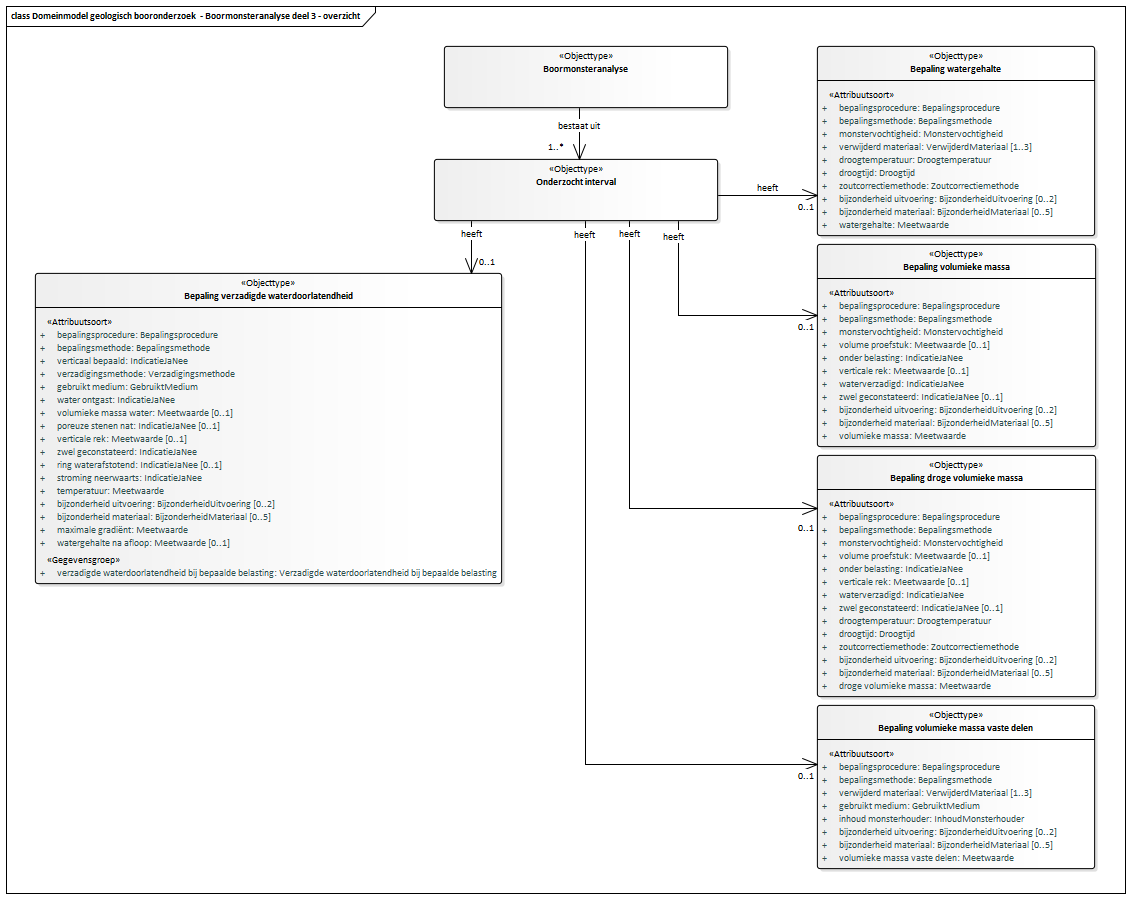 class Domeinmodel geologisch booronderzoek - Boormonsteranalyse deel 3 - overzicht
«Objecttype»
Boormonsteranalyse
bestaat uit
1..*
«Objecttype»
Onderzocht interval
heeft
0..1
heeft
0..1
heeft
0..1
heeft
0..1
heeft
0..1
«Objecttype»
Bepaling verzadigde waterdoorlatendheid
«Attribuutsoort»
+ bepalingsprocedure: Bepalingsprocedure
+ bepalingsmethode: Bepalingsmethode
+ verticaal bepaald: IndicatieJaNee
+ verzadigingsmethode: Verzadigingsmethode
+ gebruikt medium: GebruiktMedium
+ water ontgast: IndicatieJaNee
+ volumieke massa water: Meetwaarde [0..1]
+ poreuze stenen nat: IndicatieJaNee [0..1]
+ verticale rek: Meetwaarde [0..1]
+ zwel geconstateerd: IndicatieJaNee
+ ring waterafstotend: IndicatieJaNee [0..1]
+ stroming neerwaarts: IndicatieJaNee
+ temperatuur: Meetwaarde
+ bijzonderheid uitvoering: BijzonderheidUitvoering [0..2]
+ bijzonderheid materiaal: BijzonderheidMateriaal [0..5]
+ maximale gradiënt: Meetwaarde
+ watergehalte na afloop: Meetwaarde [0..1]
«Gegevensgroep»
+ verzadigde waterdoorlatendheid bij bepaalde belasting: Verzadigde waterdoorlatendheid bij bepaalde belasting
«Objecttype»
Bepaling watergehalte
«Attribuutsoort»
+ bepalingsprocedure: Bepalingsprocedure
+ bepalingsmethode: Bepalingsmethode
+ monstervochtigheid: Monstervochtigheid
+ verwijderd materiaal: VerwijderdMateriaal [1..3]
+ droogtemperatuur: Droogtemperatuur
+ droogtijd: Droogtijd
+ zoutcorrectiemethode: Zoutcorrectiemethode
+ bijzonderheid uitvoering: BijzonderheidUitvoering [0..2]
+ bijzonderheid materiaal: BijzonderheidMateriaal [0..5]
+ watergehalte: Meetwaarde
«Objecttype»
Bepaling volumieke massa
«Attribuutsoort»
+ bepalingsprocedure: Bepalingsprocedure
+ bepalingsmethode: Bepalingsmethode
+ monstervochtigheid: Monstervochtigheid
+ volume proefstuk: Meetwaarde [0..1]
+ onder belasting: IndicatieJaNee
+ verticale rek: Meetwaarde [0..1]
+ waterverzadigd: IndicatieJaNee
+ zwel geconstateerd: IndicatieJaNee [0..1]
+ bijzonderheid uitvoering: BijzonderheidUitvoering [0..2]
+ bijzonderheid materiaal: BijzonderheidMateriaal [0..5]
+ volumieke massa: Meetwaarde
«Objecttype»
Bepaling droge volumieke massa
«Attribuutsoort»
+ bepalingsprocedure: Bepalingsprocedure
+ bepalingsmethode: Bepalingsmethode
+ monstervochtigheid: Monstervochtigheid
+ volume proefstuk: Meetwaarde [0..1]
+ onder belasting: IndicatieJaNee
+ verticale rek: Meetwaarde [0..1]
+ waterverzadigd: IndicatieJaNee
+ zwel geconstateerd: IndicatieJaNee [0..1]
+ droogtemperatuur: Droogtemperatuur
+ droogtijd: Droogtijd
+ zoutcorrectiemethode: Zoutcorrectiemethode
+ bijzonderheid uitvoering: BijzonderheidUitvoering [0..2]
+ bijzonderheid materiaal: BijzonderheidMateriaal [0..5]
+ droge volumieke massa: Meetwaarde
«Objecttype»
Bepaling volumieke massa vaste delen
«Attribuutsoort»
+ bepalingsprocedure: Bepalingsprocedure
+ bepalingsmethode: Bepalingsmethode
+ verwijderd materiaal: VerwijderdMateriaal [1..3]
+ gebruikt medium: GebruiktMedium
+ inhoud monsterhouder: InhoudMonsterhouder
+ bijzonderheid uitvoering: BijzonderheidUitvoering [0..2]
+ bijzonderheid materiaal: BijzonderheidMateriaal [0..5]
+ volumieke massa vaste delen: Meetwaarde